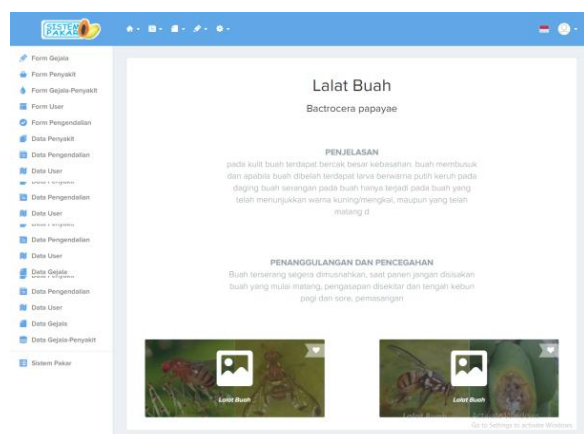 SISTEM
PAKAR
Form Gejala
Form Penyakit
Form Gejala-Penyakit
Form User
Form Pengendalian
Data Penyakit
Data Pengendalian
Data User
Data Pengendalian
Data User
Data Pengendalian
Data User
Data Gejala
Data Pengendalian
Data User
Data Gejala
Data Gejala-Penyakit
Sistem Pakar
Lalat Buah
Bactrocera papayae
PENJELASAN
pada kulit buah terdapat bercak besar kebasahan. buah membusuk
dan apabila buah dibelah terdapat larva berwarna putih keruh pada
daging buah serangan pada buah hanya terjadi pada buah yang
telah menunjukkan warna kuning/mengkal, maupun yang telah
matang d
PENANGGULANGAN DAN PENCEGAHAN
Buah terserang segera dimusnahkan, saat panen jangan disisakan
buah yang mulai matang, pengasapan disekitar dan tengah kebun
pagi dan sore, pemasangan
Lalat Buah
Lalat Buah
Activate Windows
Go to Settings to activate Windows.